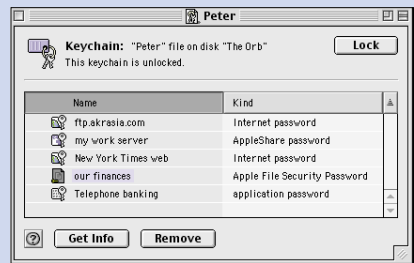 Peter
Keychain: "Peter" file on disk "The Orb"
Lock
This keychain is unlocked.
Name Kind
ftp.akrasia.com Internet password
my work server AppleShare password
New York Times web Internet password
our finances Apple File Security Password
Telephone banking application password
? Get Info Remove